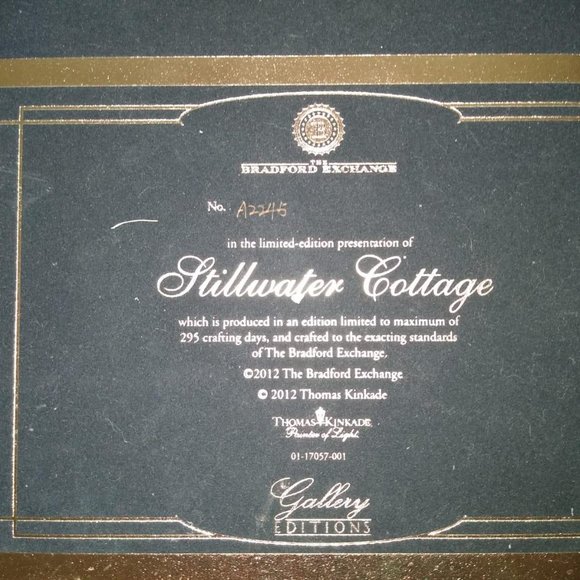 THE
BRADFORD EXCHANGE
No. A2245
in the limited-edition presentation of
Stillwater Cottage
which is produced in an edition limited to maximum of
295 crafting days, and crafted to the exacting standards
of The Bradford Exchange.
©2012 The Bradford Exchange
© 2012 Thomas Kinkade
THOMAS KINKADE
Painter of Light
01-17057-001
Gallery
EDITIONS